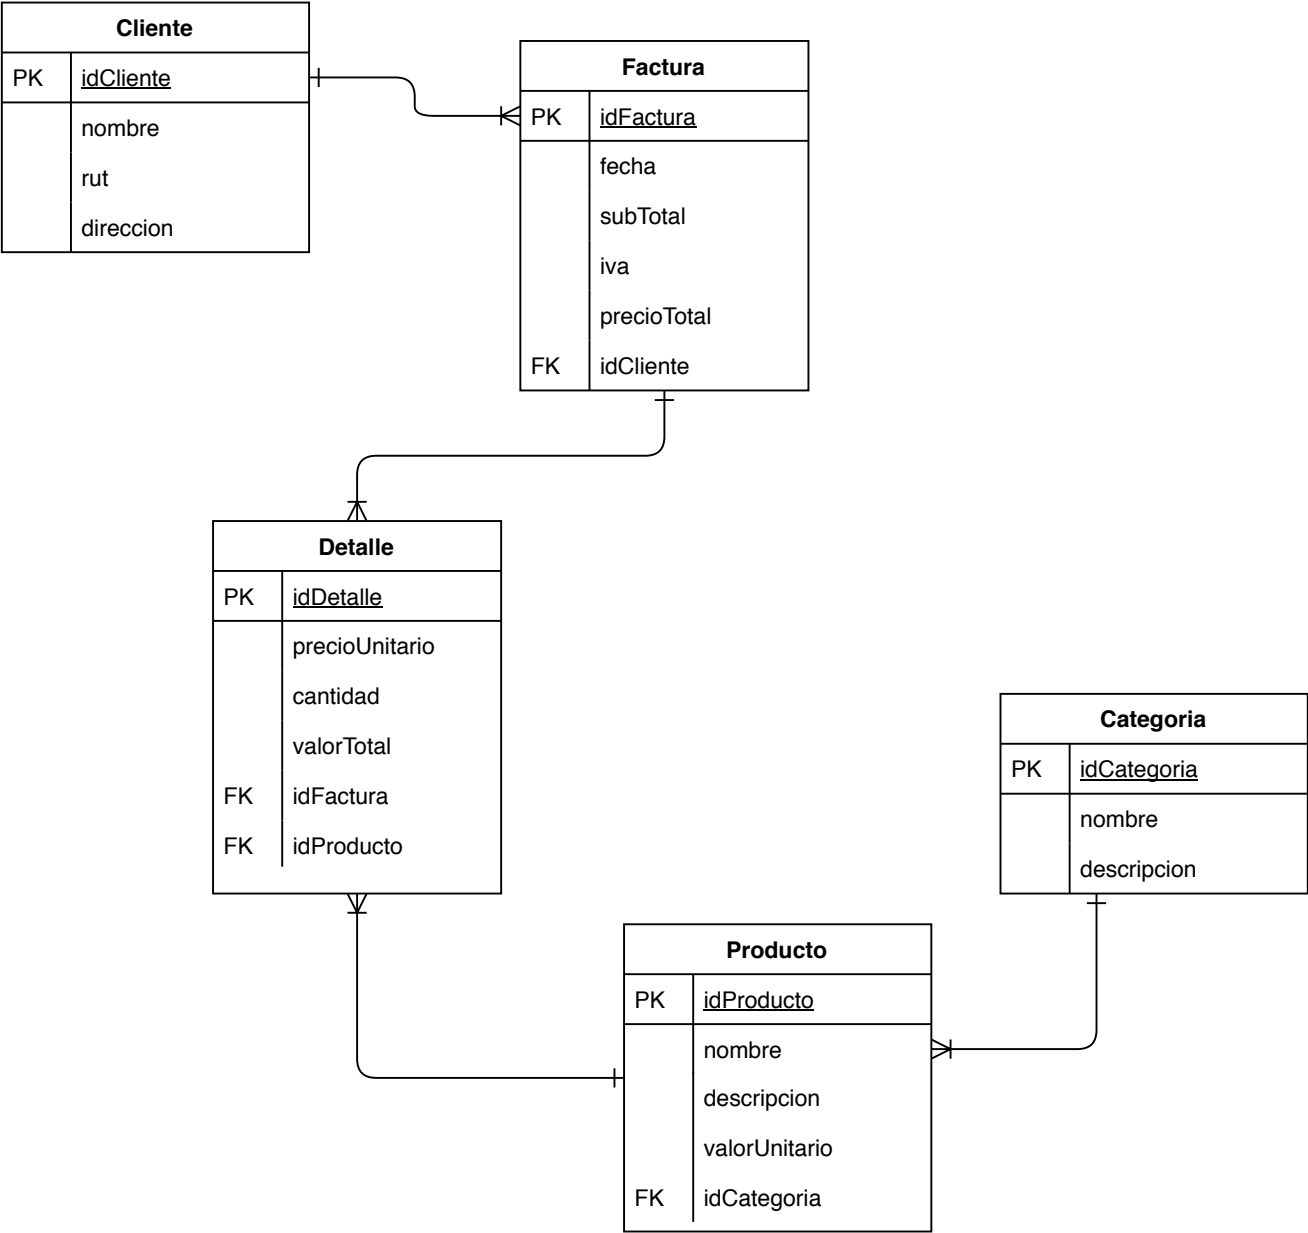 Cliente
PK idCliente
nombre
rut
direccion
Factura
PK idFactura
fecha
subTotal
iva
precioTotal
FK idCliente
Detalle
PK idDetalle
precioUnitario
cantidad
valorTotal
FK idFactura
FK idProducto
Categoria
PK idCategoria
nombre
descripcion
Producto
PK idProducto
nombre
descripcion
valorUnitario
FK idCategoria